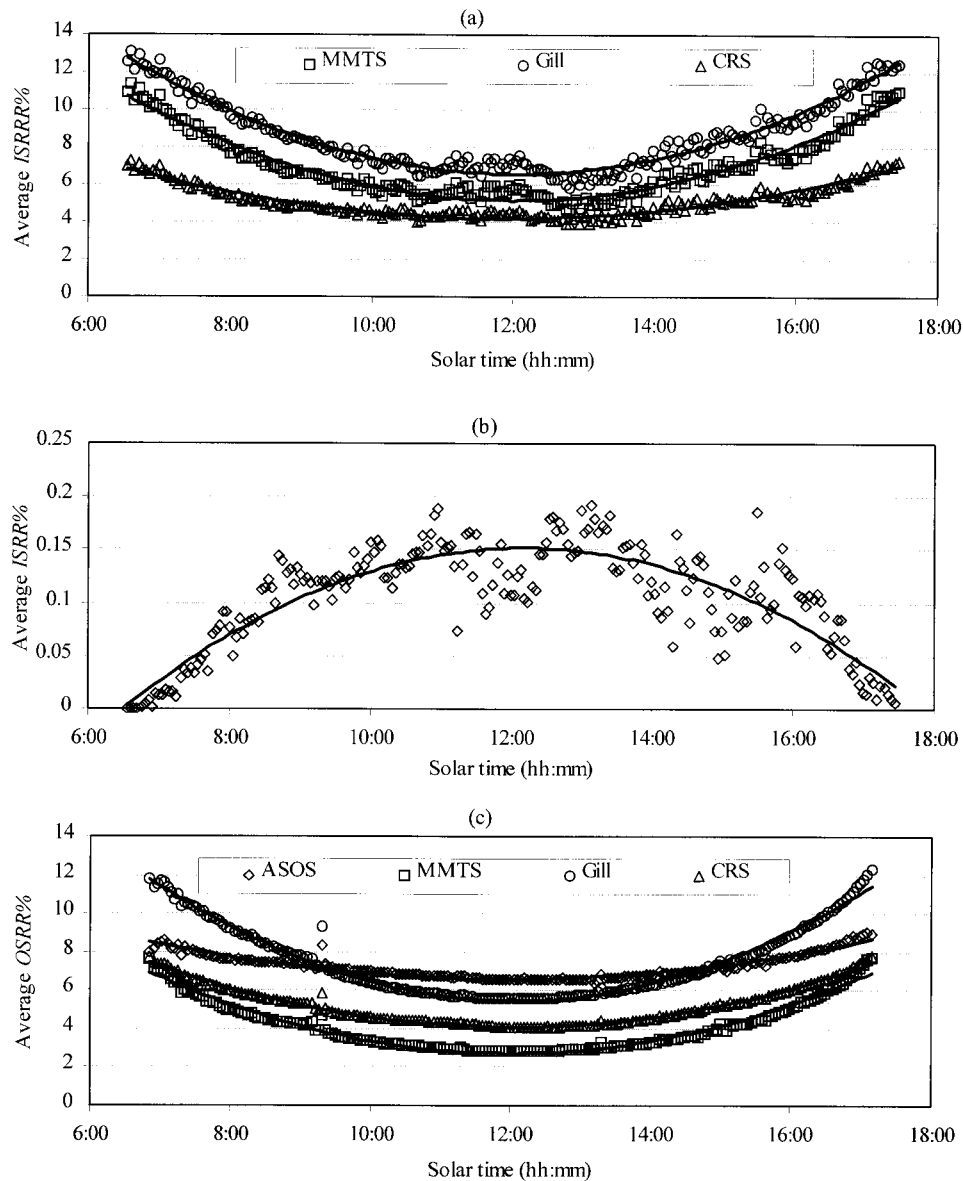 (a)
14
12
10
8
6
4
2
0
Average ISRRR%
MMTS Gill CRS
6:00 8:00 10:00 12:00 14:00 16:00 18:00
Solar time (hh:mm)
(b)
0.25
0.2
0.15
0.1
0.05
0
Average ISRR%
6:00 8:00 10:00 12:00 14:00 16:00 18:00
Solar time (hh:mm)
(c)
14
12
10
8
6
4
2
0
Average OSRR%
ASOS MMTS Gill CRS
6:00 8:00 10:00 12:00 14:00 16:00 18:00
Solar time (hh:mm)